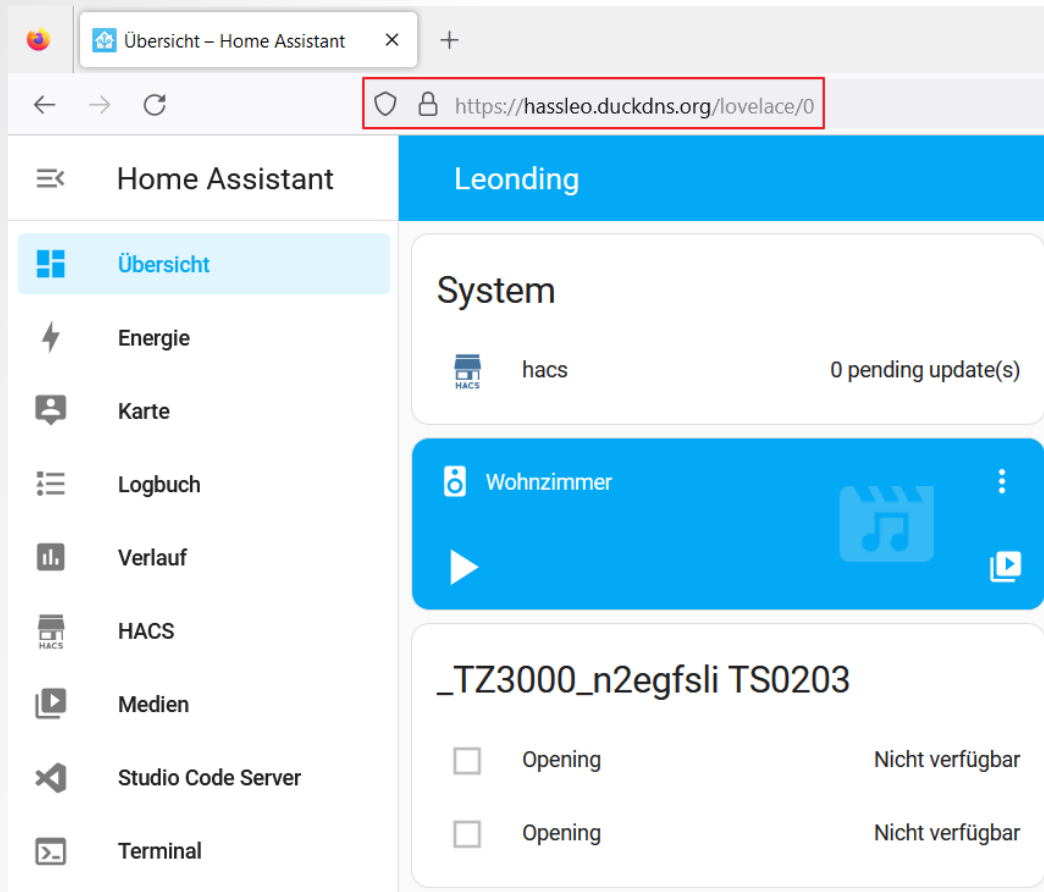 Übersicht – Home Assistant
https://hassleo.duckdns.org/lovelace/0
Home Assistant
Leonding
Übersicht
System
Energie
HACS
hacs
0 pending update(s)
Karte
Logbuch
Wohnzimmer
Verlauf
HACS
HACS
_TZ3000_n2egfsli TS0203
Medien
Opening
Nicht verfügbar
Studio Code Server
Opening
Nicht verfügbar
Terminal